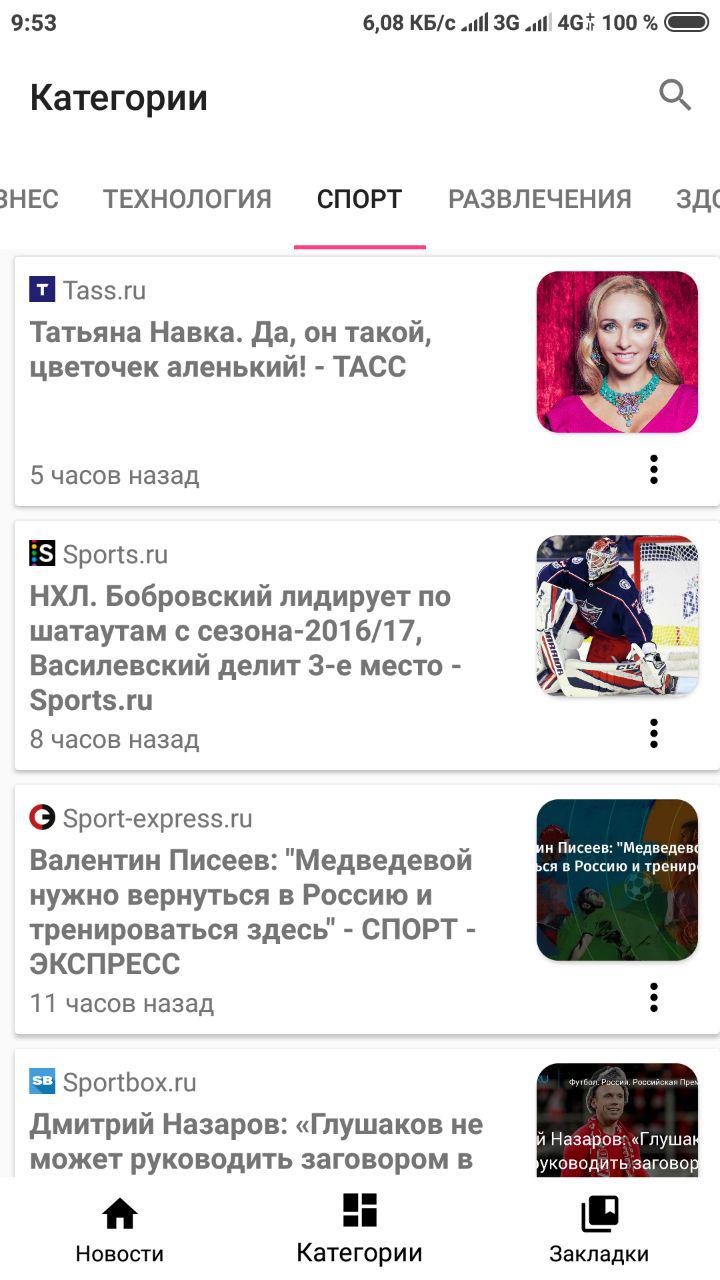 9:53
6,08 КБ/с 3G 4G+ 100 %
Категории
ЗНЕС ТЕХНОЛОГИЯ СПОРТ РАЗВЛЕЧЕНИЯ ЗДО
T Tass.ru
Татьяна Навка. Да, он такой,
цветочек аленький! - ТАСС
5 часов назад
S Sports.ru
НХЛ. Бобровский лидирует по
шатаутам с сезона-2016/17,
Василевский делит 3-е место -
Sports.ru
8 часов назад
Sport-express.ru
Валентин Писеев: "Медведевой
нужно вернуться в Россию и
тренироваться здесь" - СПОРТ -
ЭКСПРЕСС
ин Писеев: "Медведевс
ься в Россию и трениро
11 часов назад
SB Sportbox.ru
Дмитрий Назаров: «Глушаков не
может руководить заговором в
Футбол. Россия. Российская Прем
й Назаров: «Глушак
руководить заговор
Новости
Категории
Закладки